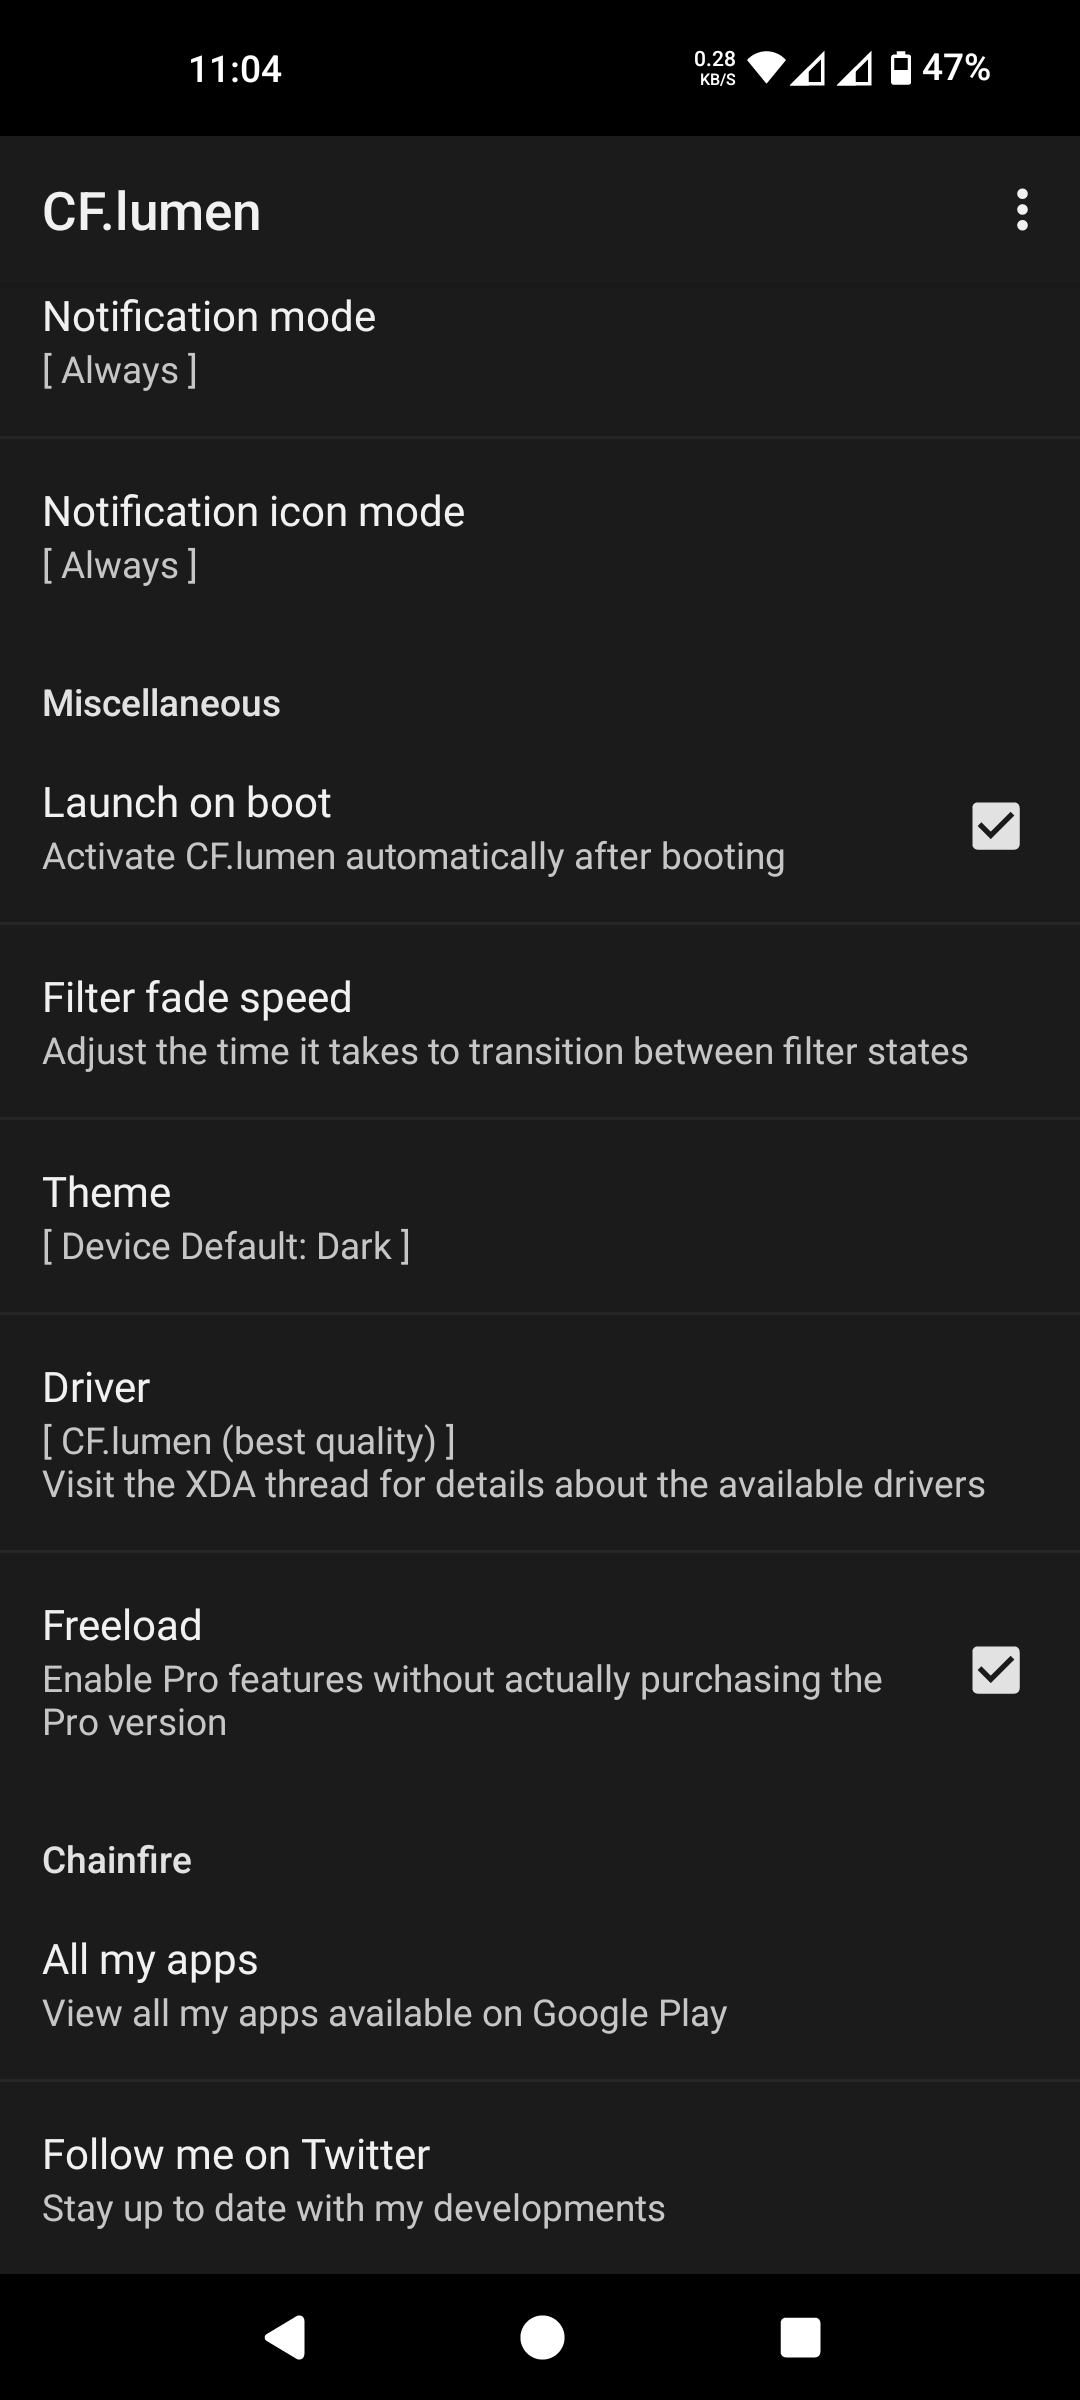 11:04
0.28
KB/S
47%
CF.lumen
Notification mode
[ Always ]
Notification icon mode
[ Always ]
Miscellaneous
Launch on boot
Activate CF.lumen automatically after booting
Filter fade speed
Adjust the time it takes to transition between filter states
Theme
[ Device Default: Dark ]
Driver
[ CF.lumen (best quality) ]
Visit the XDA thread for details about the available drivers
Freeload
Enable Pro features without actually purchasing the
Pro version
Chainfire
All my apps
View all my apps available on Google Play
Follow me on Twitter
Stay up to date with my developments